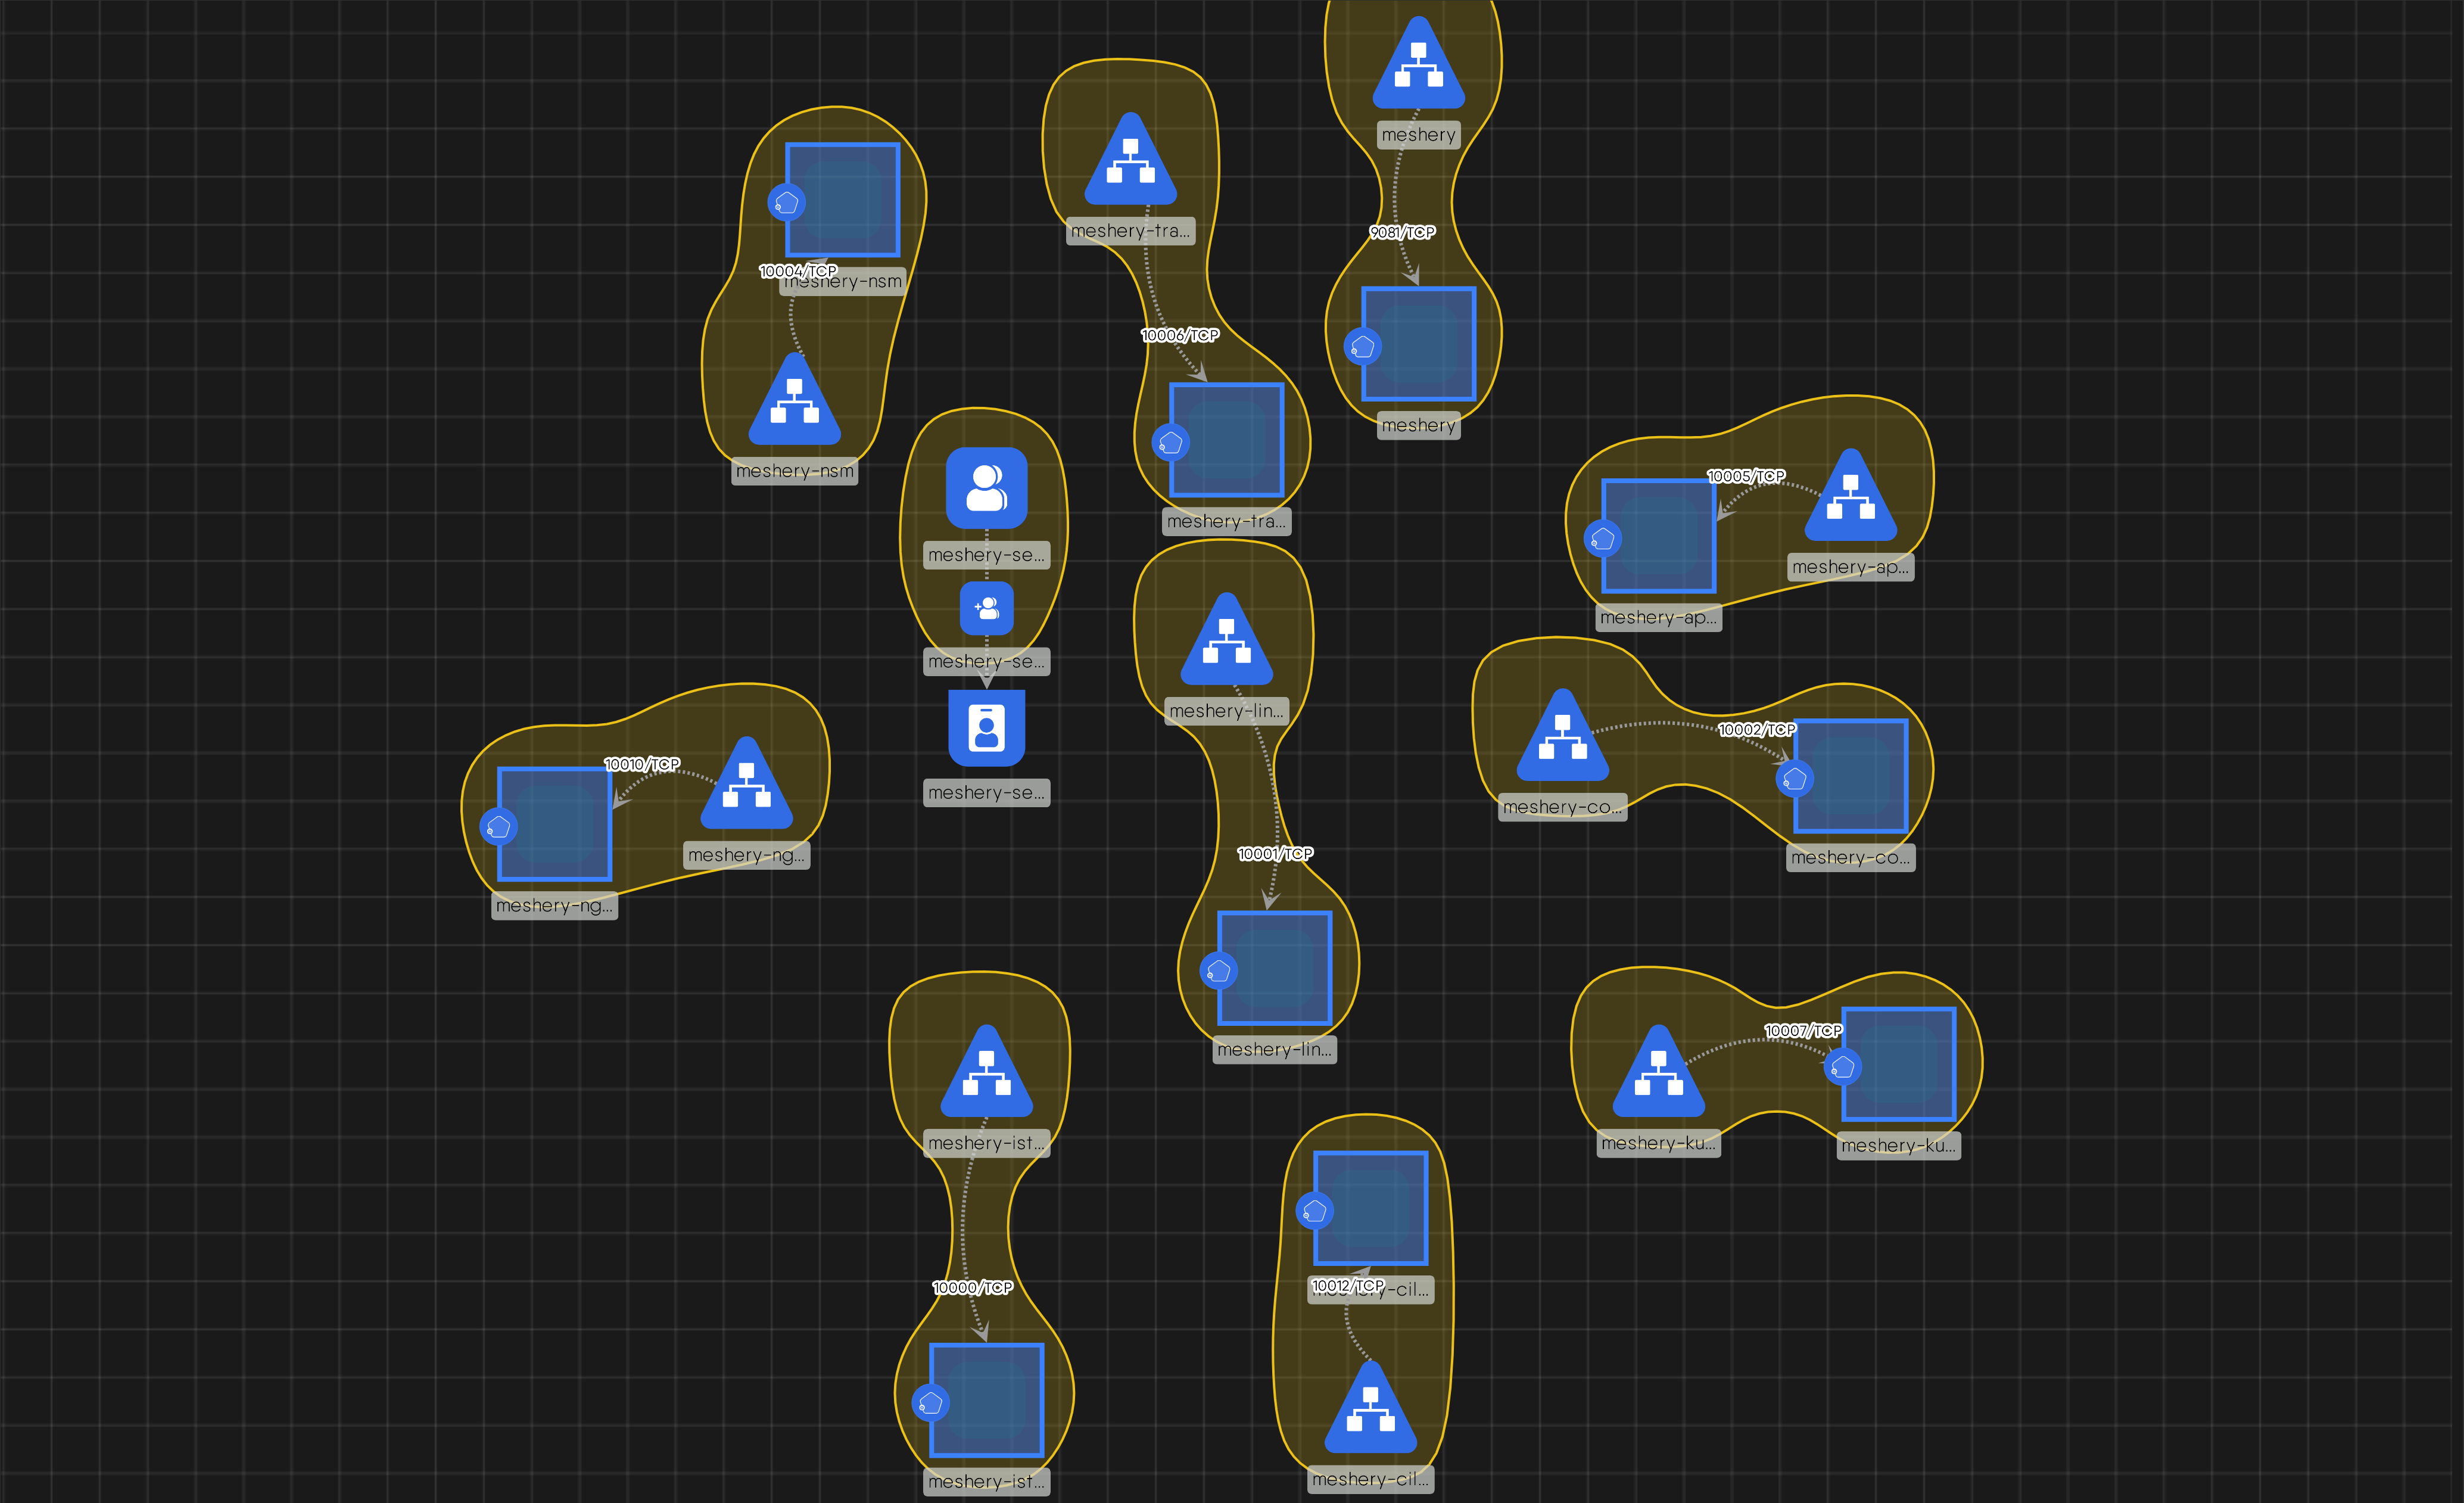 meshery
9081/TCP
meshery
meshery-tra...
10006/TCP
meshery-tra...
10004/TCP
meshery-nsm
meshery-nsm
meshery-se...
meshery-se...
meshery-se...
10005/TCP
meshery-ap...
meshery-ap...
meshery-lin...
10001/TCP
meshery-lin...
10002/TCP
meshery-co...
meshery-co...
10010/TCP
meshery-ng...
meshery-ng...
10007/TCP
meshery-ku...
meshery-ku...
meshery-ist...
10000/TCP
meshery-ist...
10012/TCP
meshery-cil...
meshery-cil...